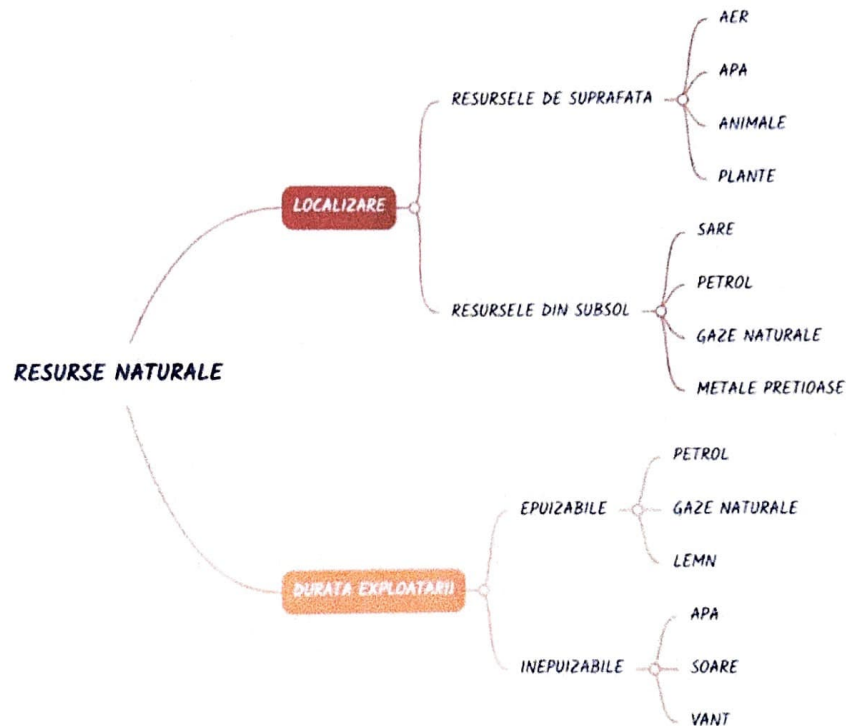 RESURSE NATURALE
LOCALIZARE
RESURSELE DE SUPRAFATA
AER
APA
ANIMALE
PLANTE
RESURSELE DIN SUBSOL
SARE
PETROL
GAZE NATURALE
METALE PRETIOASE
DURATA EXPLOATARII
EPUIZABILE
PETROL
GAZE NATURALE
LEMN
INEPUIZABILE
APA
SOARE
VANT